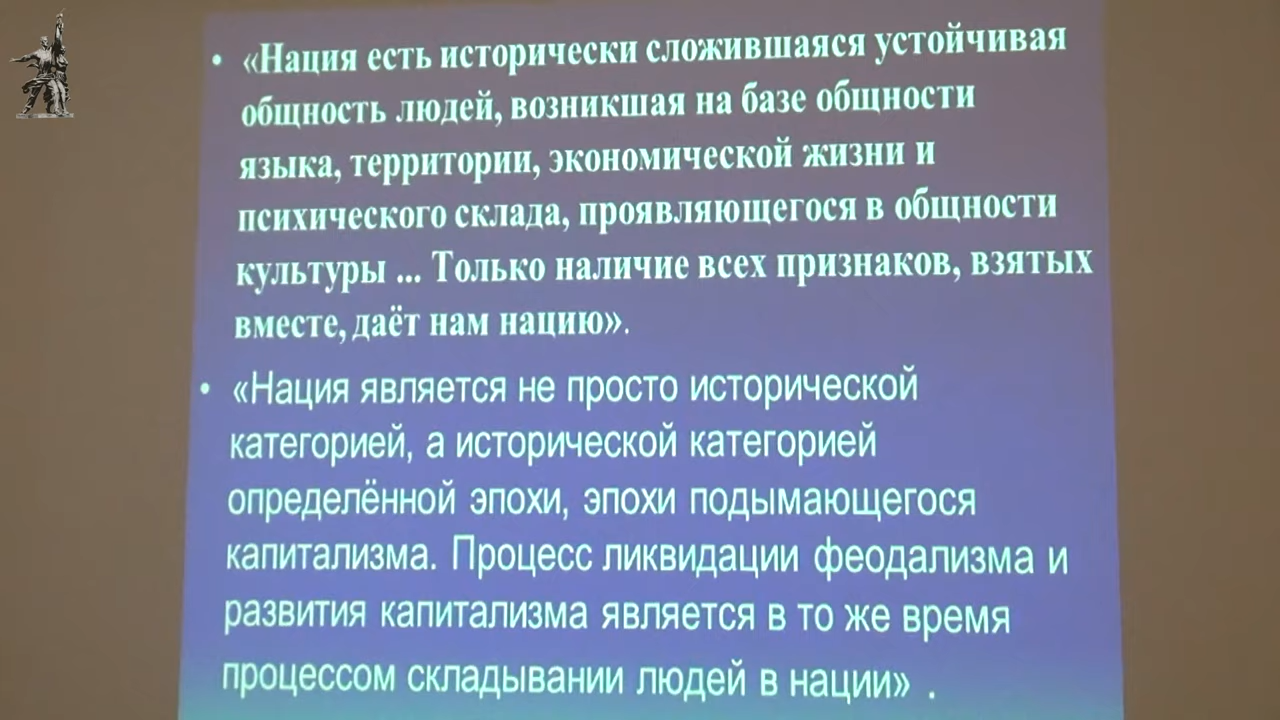 • «Нация есть исторически сложившаяся устойчивая
общность людей, возникшая на базе общности
языка, территории, экономической жизни и
психического склада, проявляющегося в общности
культуры ... Только наличие всех признаков, взятых
вместе, даёт нам нацию».
• «Нация является не просто исторической
категорией, а исторической категорией
определённой эпохи, эпохи подымающегося
капитализма. Процесс ликвидации феодализма и
развития капитализма является в то же время
процессом складывании людей в нации» .